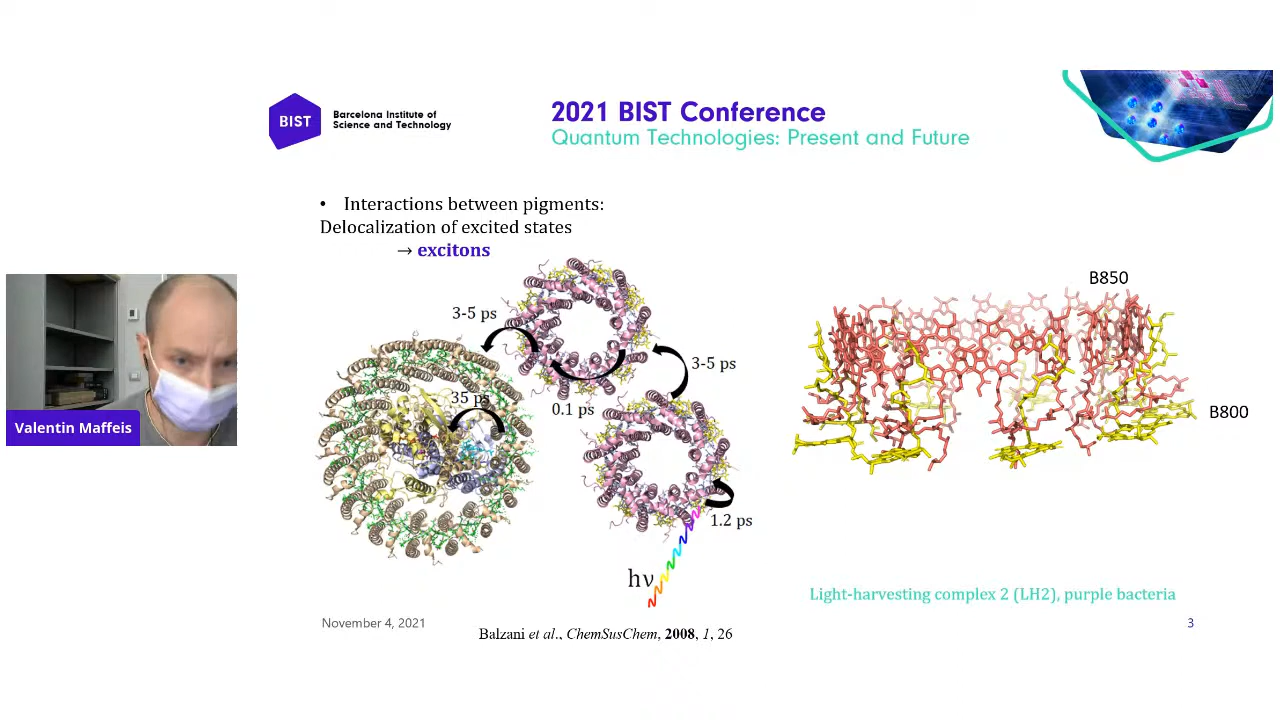 BIST
Barcelona Institute of
Science and Technology
2021 BIST Conference
Quantum Technologies: Present and Future
• Interactions between pigments:
Delocalization of excited states
→ excitons
3-5 ps
35 ps
0.1 ps
3-5 ps
1.2 ps
hν
B850
B800
Valentin Maffeis
Light-harvesting complex 2 (LH2), purple bacteria
November 4, 2021
Balzani et al., ChemSusChem, 2008, 1, 26
3